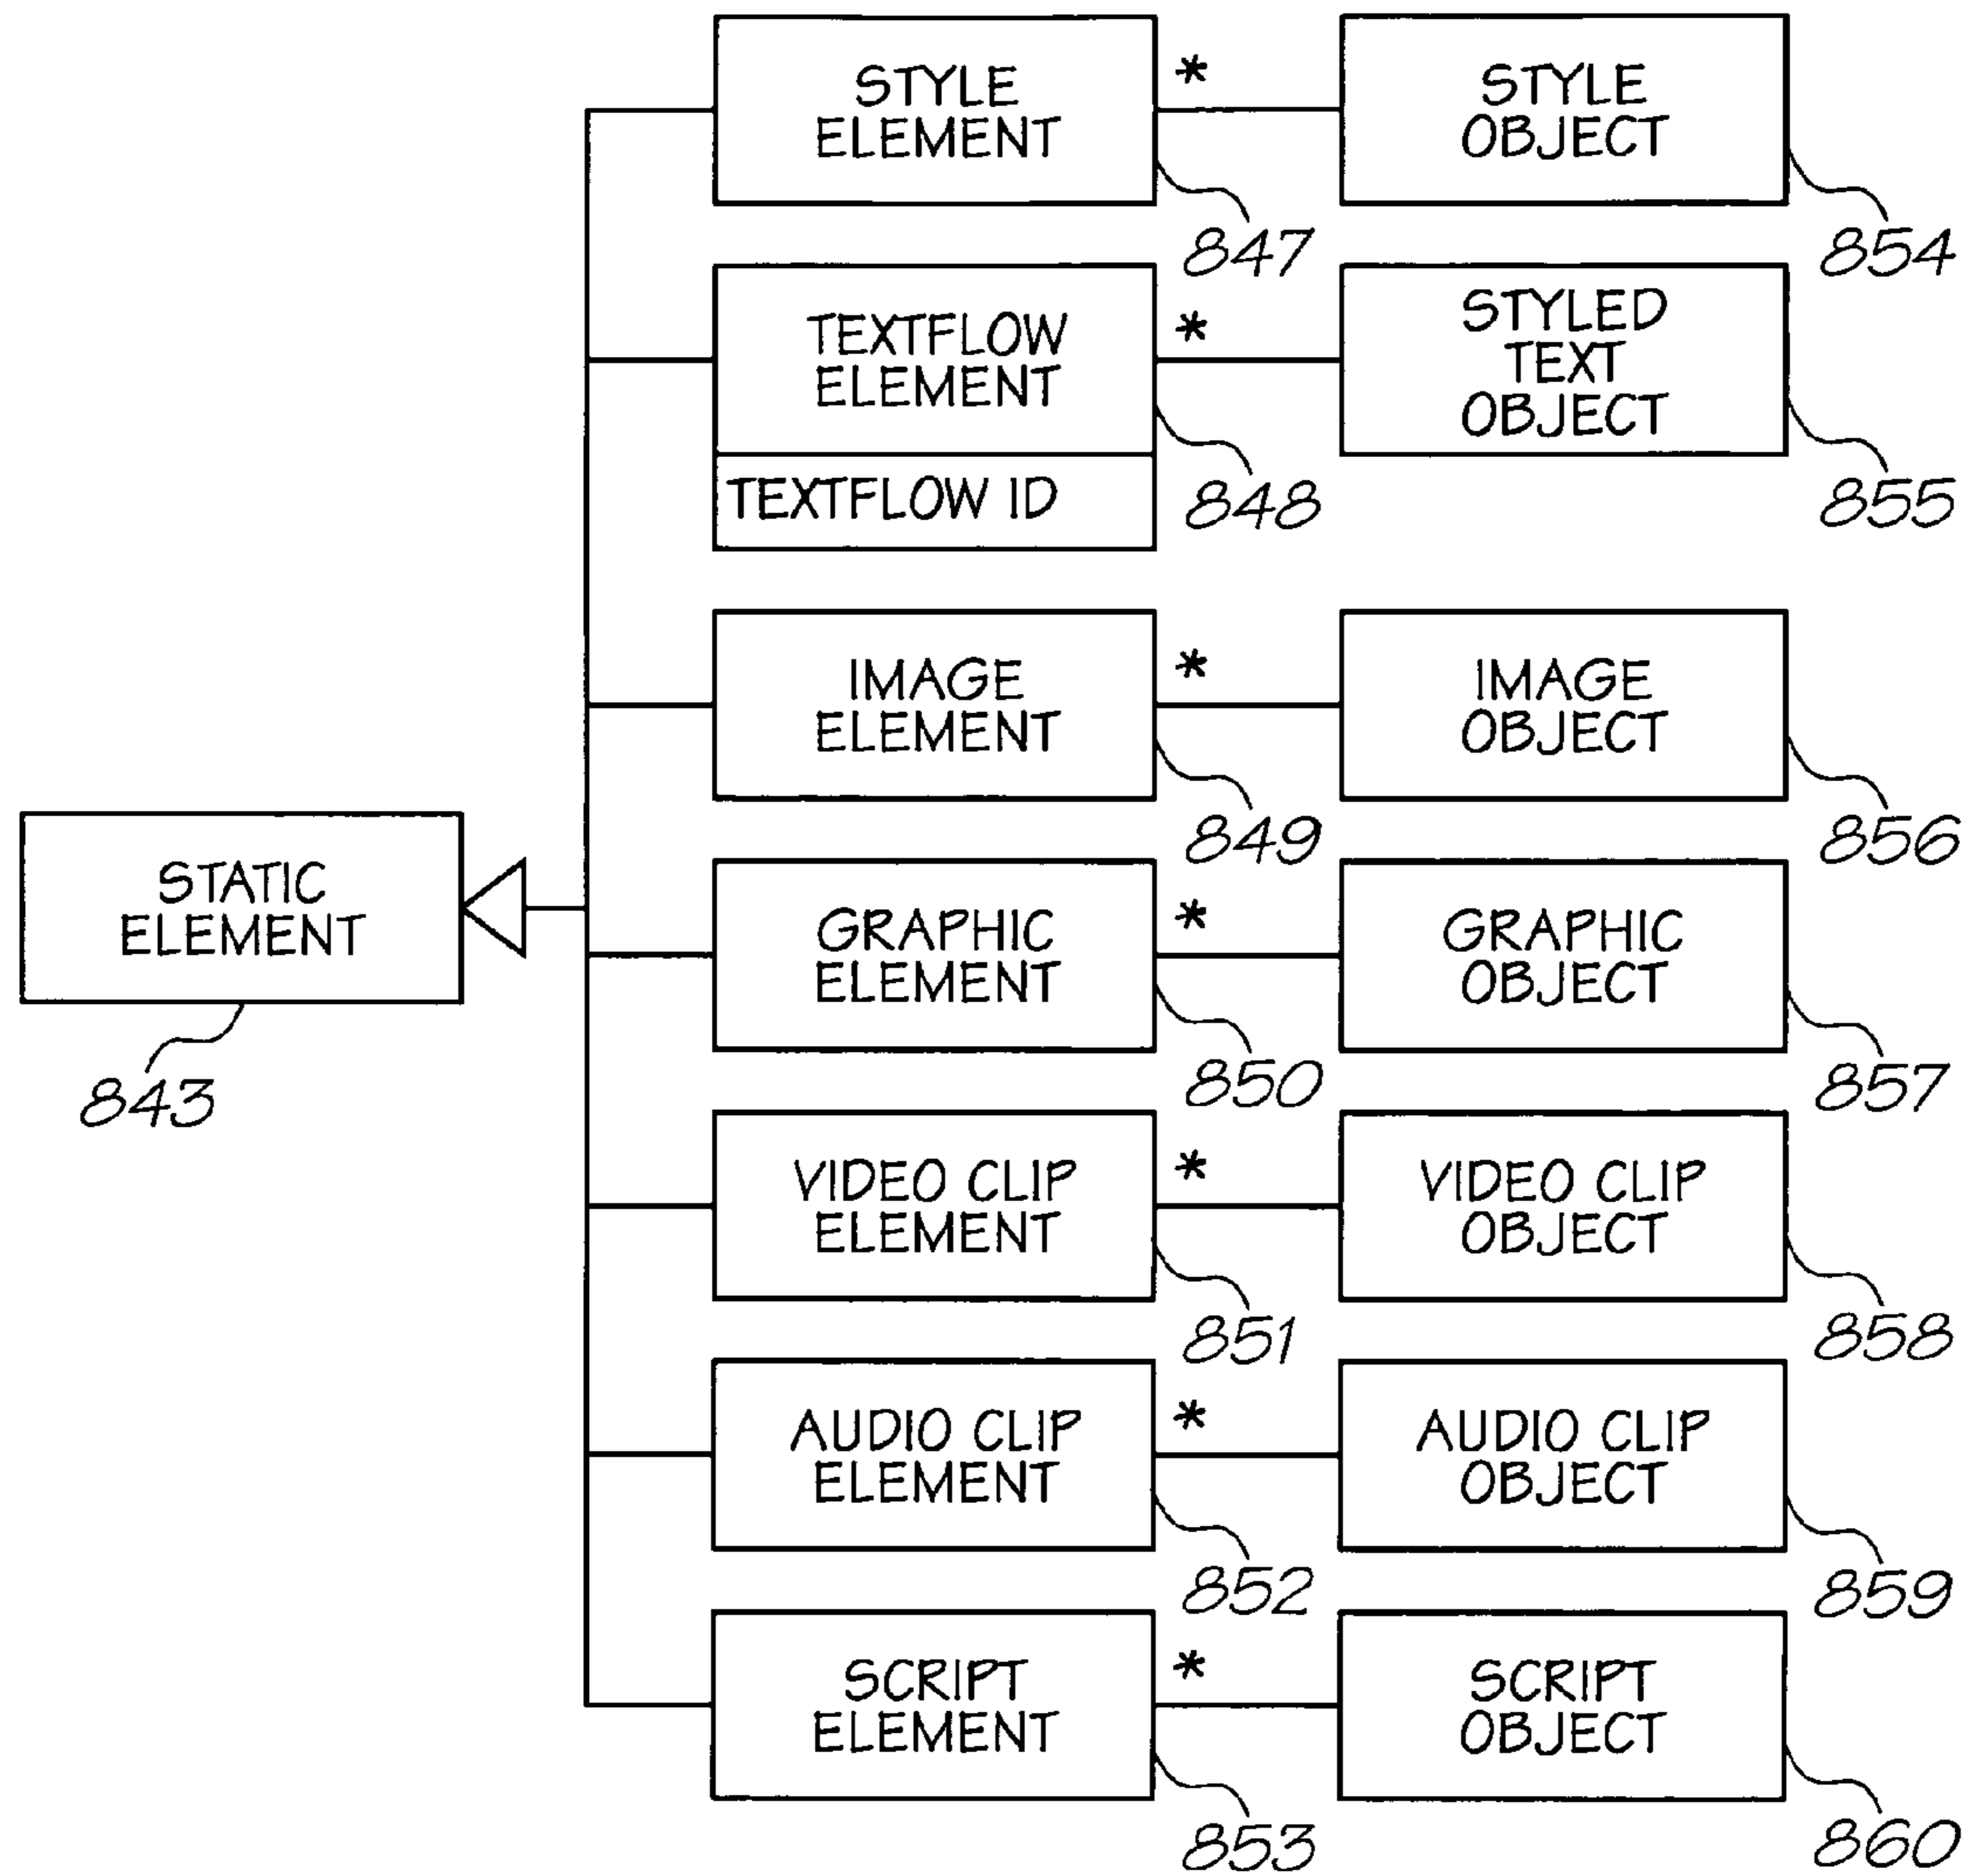 STYLE
ELEMENT
*
STYLE
OBJECT
847
854
TEXTFLOW
ELEMENT
TEXTFLOW ID
*
STYLED
TEXT
OBJECT
848
855
IMAGE
ELEMENT
*
IMAGE
OBJECT
849
856
STATIC
ELEMENT
843
GRAPHIC
ELEMENT
*
GRAPHIC
OBJECT
850
857
VIDEO CLIP
ELEMENT
*
VIDEO CLIP
OBJECT
851
858
AUDIO CLIP
ELEMENT
*
AUDIO CLIP
OBJECT
852
859
SCRIPT
ELEMENT
*
SCRIPT
OBJECT
853
860